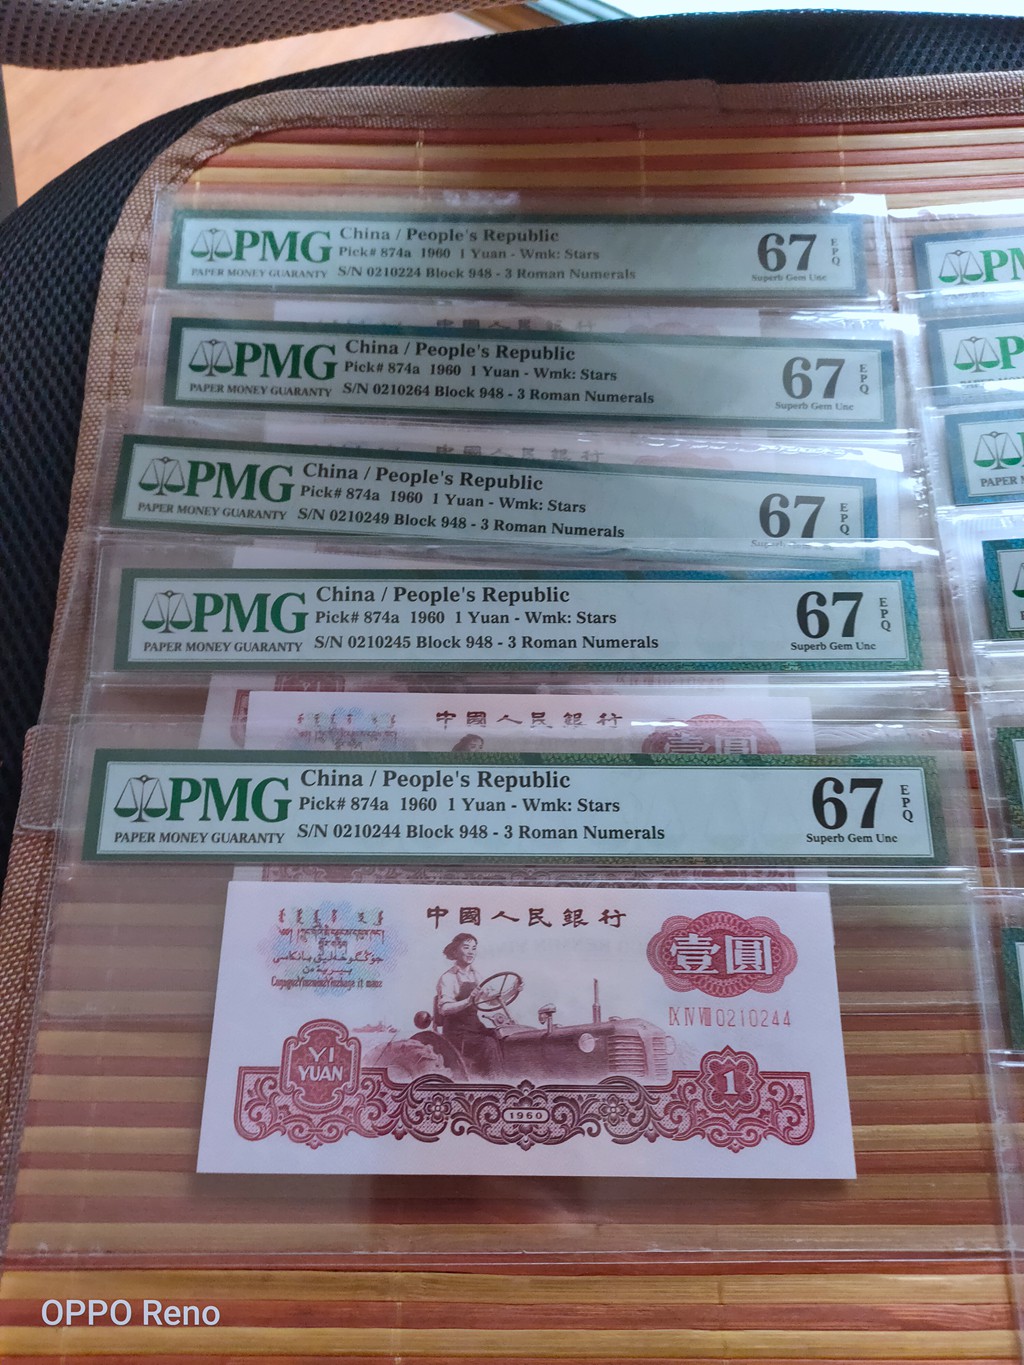 PMG
PAPER MONEY GUARANTY
China / People's Republic
Pick# 874a 1960 1 Yuan - Wmk: Stars
S/N 0210224 Block 948 - 3 Roman Numerals
67
EPQ
Superb Gem Unc
PMG
PAPER MONEY GUARANTY
China / People's Republic
Pick# 874a 1960 1 Yuan - Wmk: Stars
S/N 0210264 Block 948 - 3 Roman Numerals
67
EPQ
Superb Gem Unc
PMG
PAPER MONEY GUARANTY
China / People's Republic
Pick# 874a 1960 1 Yuan - Wmk: Stars
S/N 0210249 Block 948 - 3 Roman Numerals
67
EPQ
PMG
PAPER MONEY GUARANTY
China / People's Republic
Pick# 874a 1960 1 Yuan - Wmk: Stars
S/N 0210245 Block 948 - 3 Roman Numerals
67
EPQ
Superb Gem Unc
中國人民銀行
壹圓
PMG
PAPER MONEY GUARANTY
China / People's Republic
Pick# 874a 1960 1 Yuan - Wmk: Stars
S/N 0210244 Block 948 - 3 Roman Numerals
67
EPQ
Superb Gem Unc
中國人民銀行
壹圓
IX IV VIII 0210244
YI
YUAN
1960
1
OPPO Reno